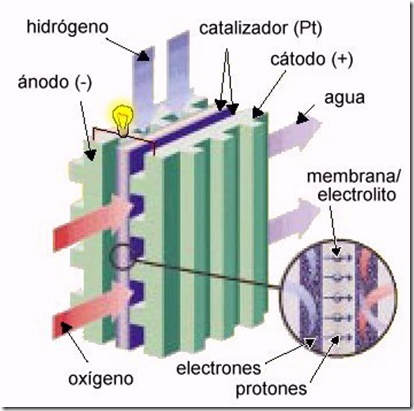 hidrógeno
catalizador (Pt)
cátodo (+)
ánodo (-)
agua
membrana/
electrolito
oxígeno
electrones
protones